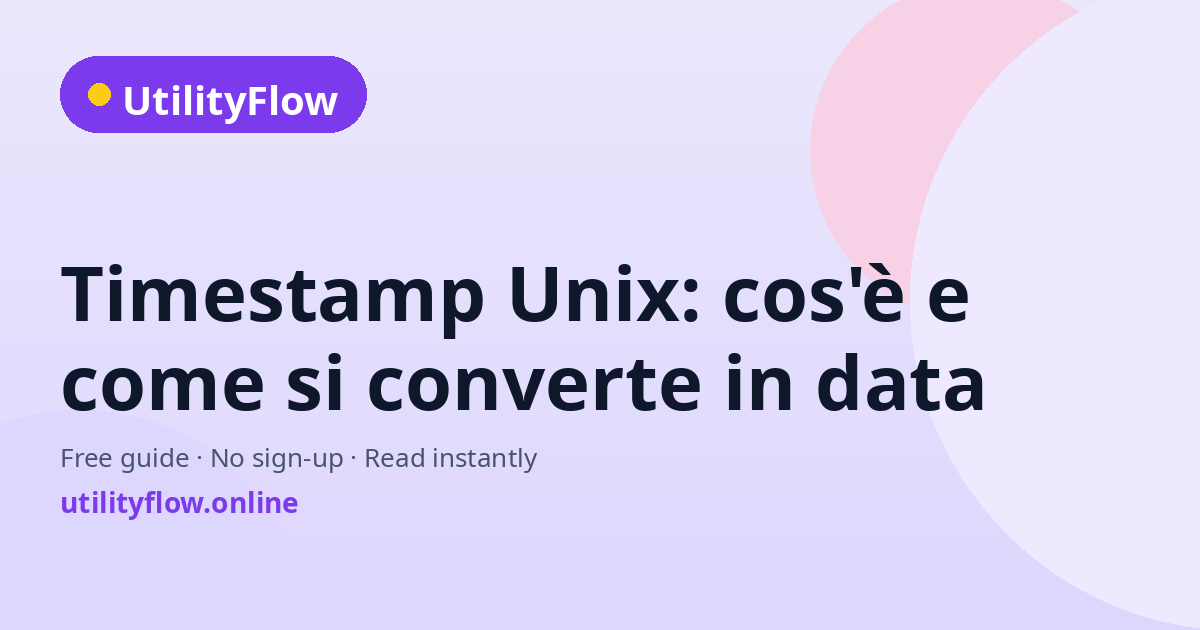 UtilityFlow
Timestamp Unix: cos'è e
come si converte in data
Free guide · No sign-up · Read instantly
utilityflow.online